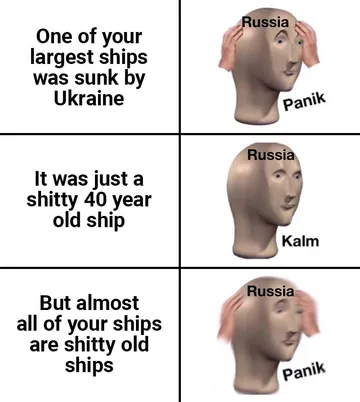 One of your
largest ships
was sunk by
Ukraine
Russia
Panik
It was just a
shitty 40 year
old ship
Russia
Kalm
But almost
all of your ships
are shitty old
ships
Russia
Panik